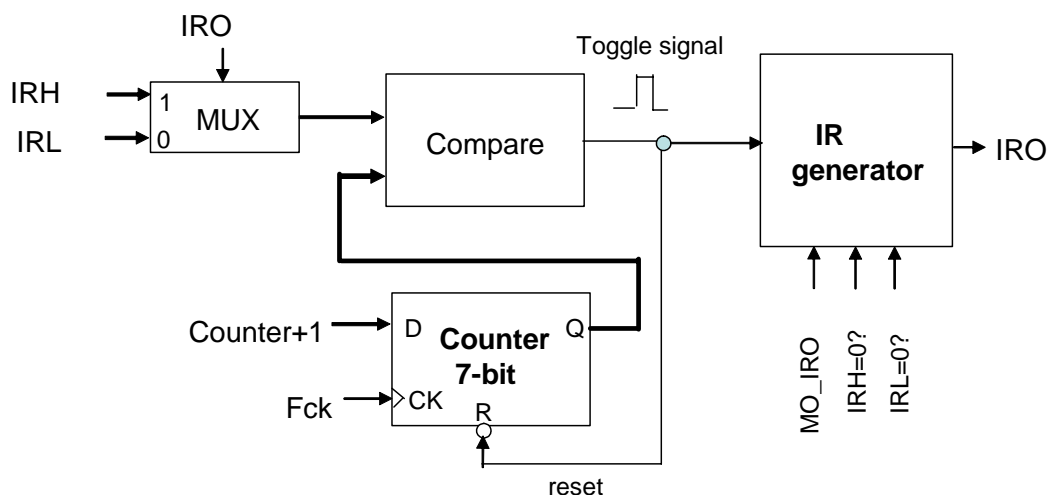 IRO
Toggle signal
IRH
1
MUX
IRL
0
Compare
IR
generator
IRO
Counter+1
D
Q
Counter
7-bit
Fck
CK
R
reset
MO_IRO
IRH=0?
IRL=0?